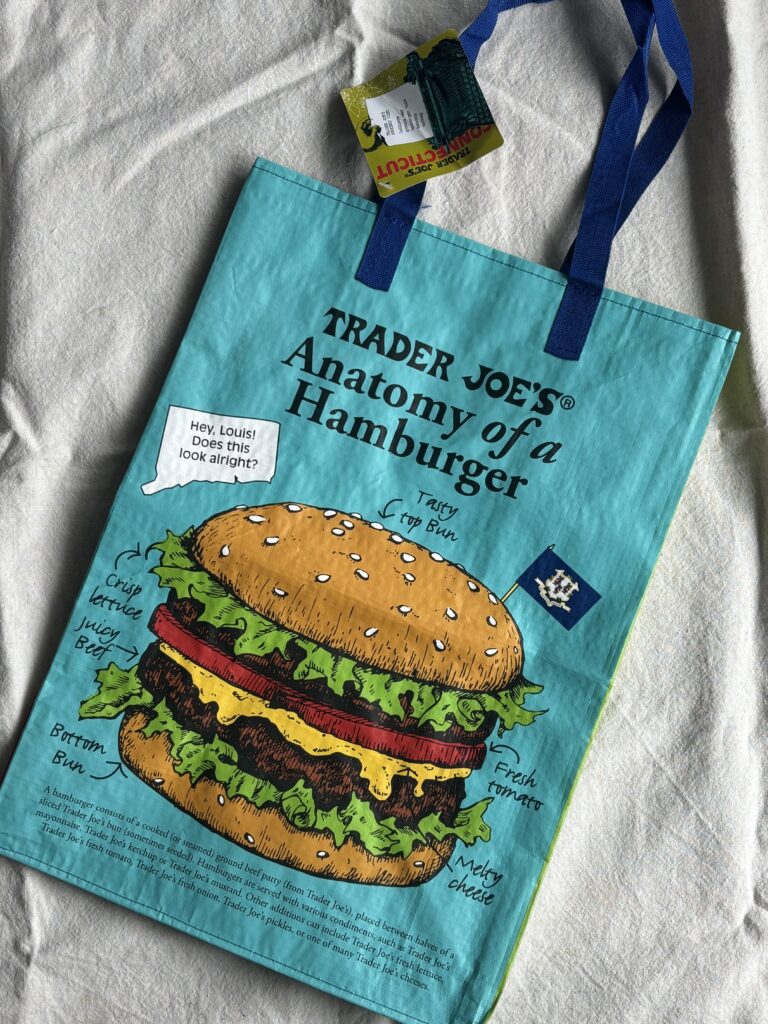 TRADER JOE'S
CONNECTICUT
TRADER JOE'S®
Anatomy of a
Hamburger
Hey, Louis!
Does this
look alright?
Tasty
top Bun
Crisp
lettuce
Juicy
Beef
Bottom
Bun
Fresh
tomato
Melty
cheese
A hamburger consists of a cooked (or steamed) ground beef patty (from Trader Joe's), placed between halves of a
sliced Trader Joe's bun (sometimes seeded). Hamburgers are served with various condiments, such as Trader Joe's
mayonnaise, Trader Joe's ketchup or Trader Joe's mustard. Other additions can include Trader Joe's fresh lettuce,
Trader Joe's fresh tomato, Trader Joe's fresh onion, Trader Joe's pickles, or one of many Trader Joe's cheeses.